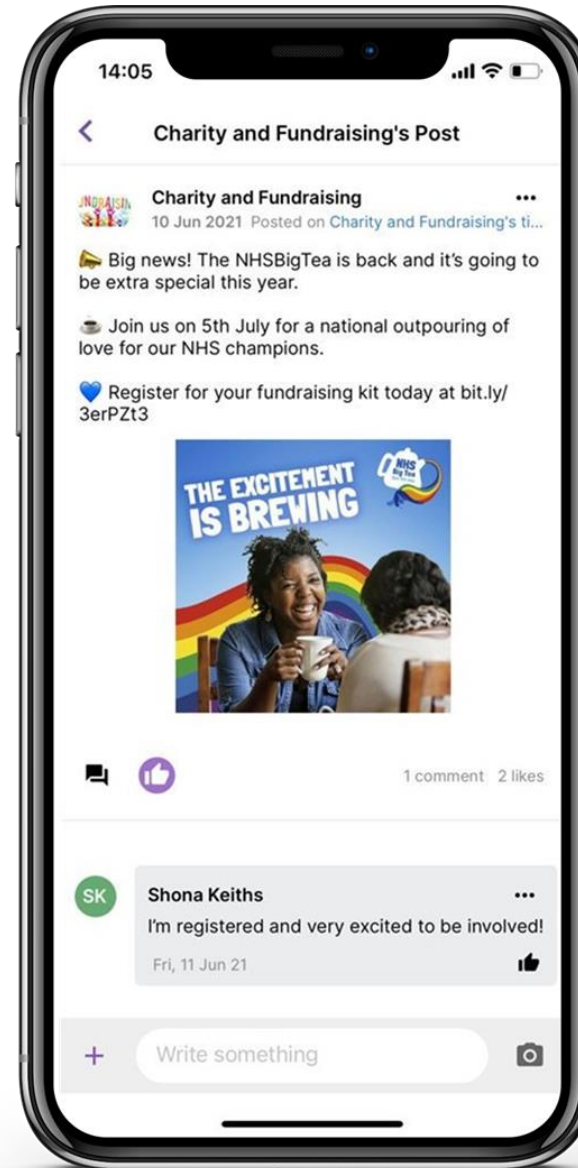 14:05
Charity and Fundraising's Post
Charity and Fundraising
10 Jun 2021 Posted on Charity and Fundraising's ti...
📣 Big news! The NHSBigTea is back and it's going to
be extra special this year.
☕ Join us on 5th July for a national outpouring of
love for our NHS champions.
💙 Register for your fundraising kit today at bit.ly/
3erPZt3
THE EXCITEMENT
IS BREWING
NHS
Big Tea
1 comment 2 likes
SK
Shona Keiths
I'm registered and very excited to be involved!
Fri, 11 Jun 21
Write something